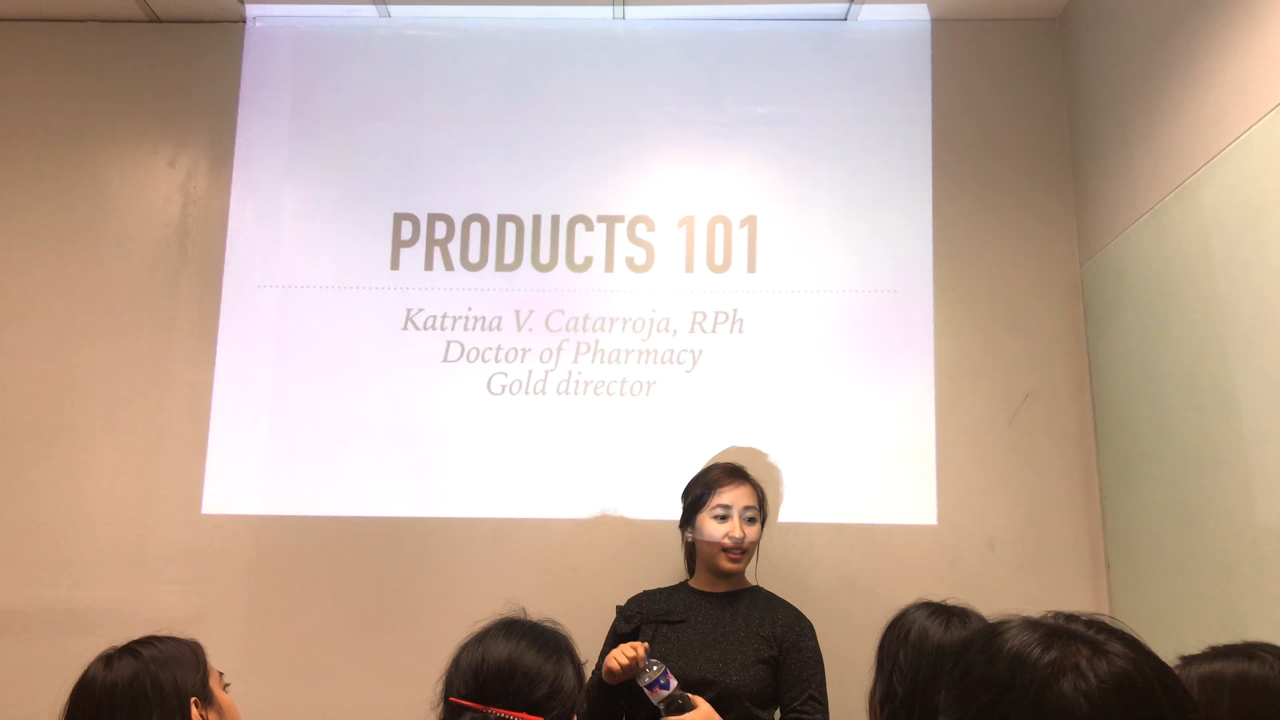 PRODUCTS 101
Katrina V. Catarroja, RPh
Doctor of Pharmacy
Gold director